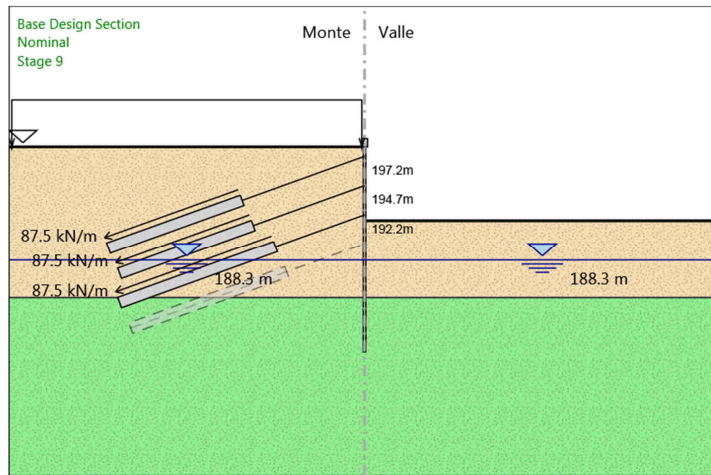 Base Design Section
Nominal
Stage 9
Monte
Valle
197.2m
194.7m
192.2m
87.5 kN/m
87.5 kN/m
87.5 kN/m
188.3 m
188.3 m